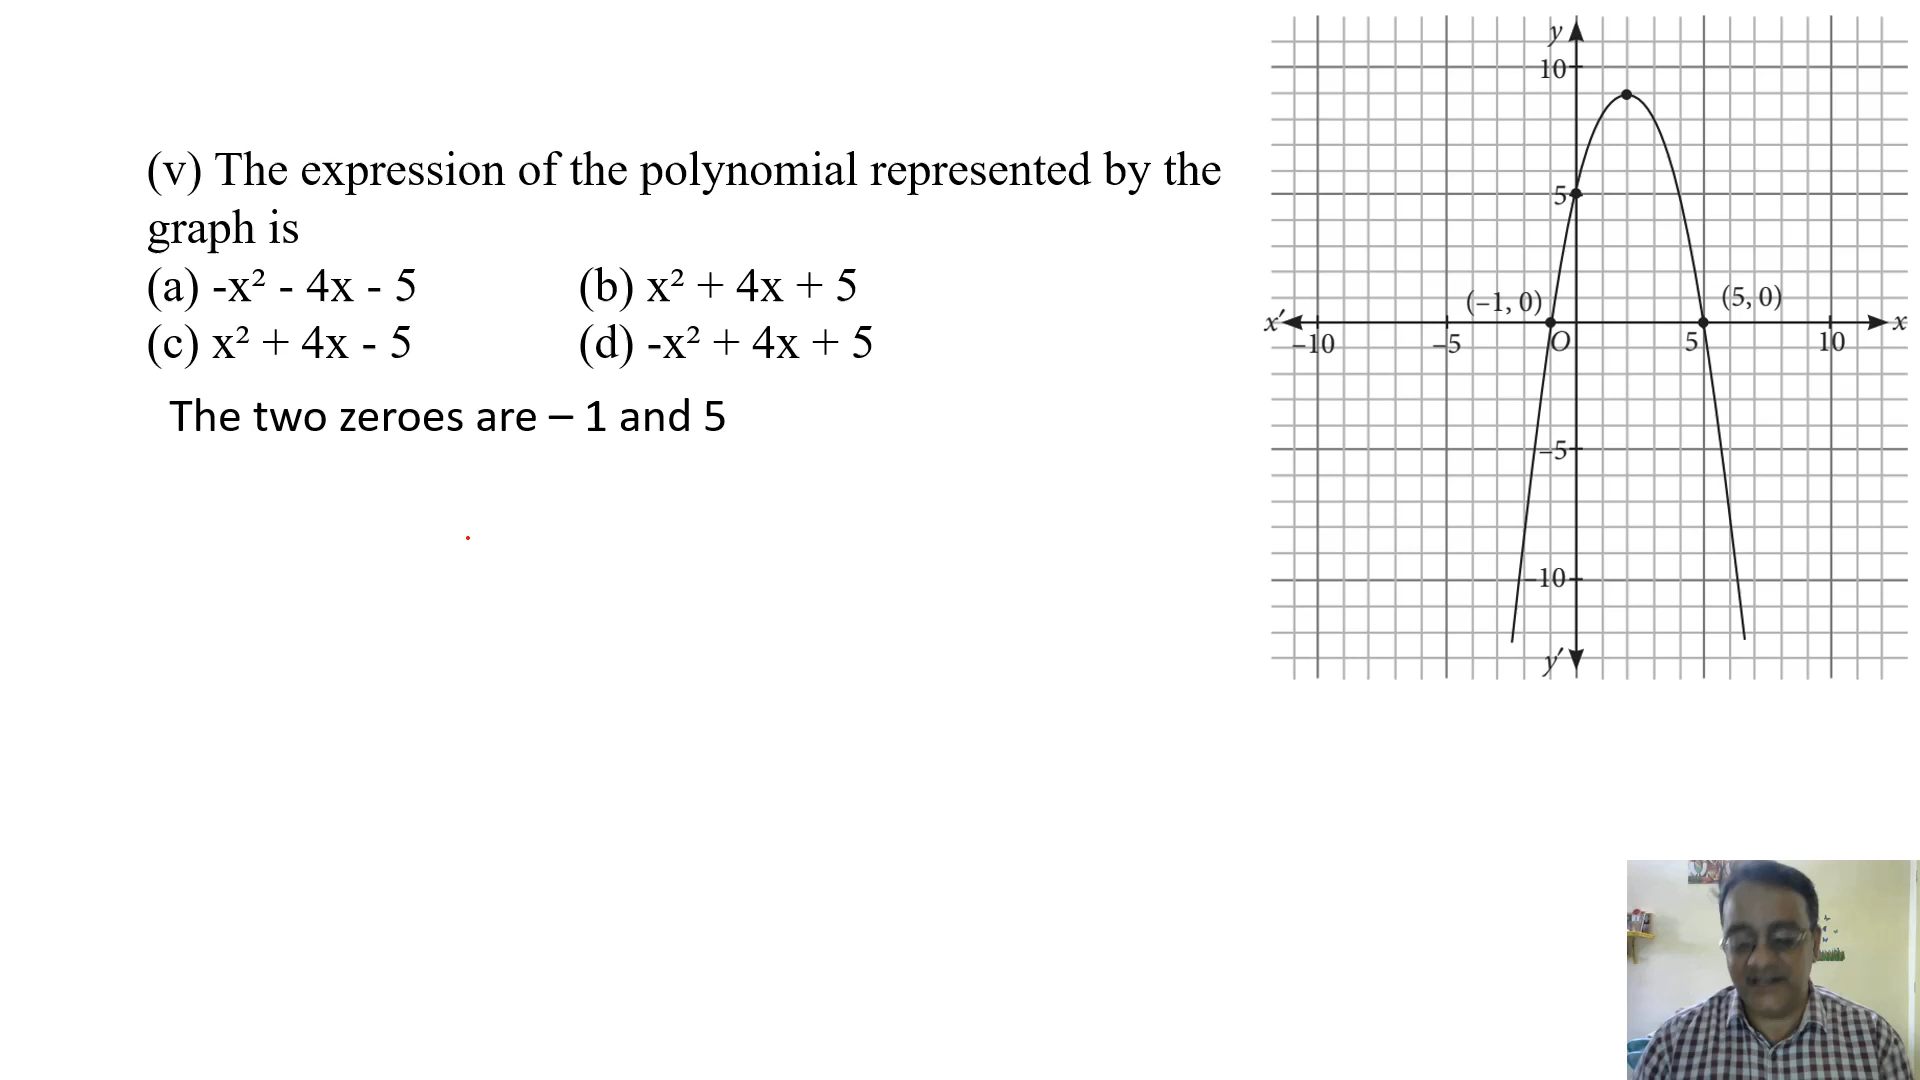 (v) The expression of the polynomial represented by the
graph is
(a) -x² - 4x - 5 (b) x² + 4x + 5
(c) x² + 4x - 5 (d) -x² + 4x + 5
The two zeroes are – 1 and 5
y
10
5
(–1, 0) (5, 0)
x′ x
–10 –5 O 5 10
–5
–10
y′